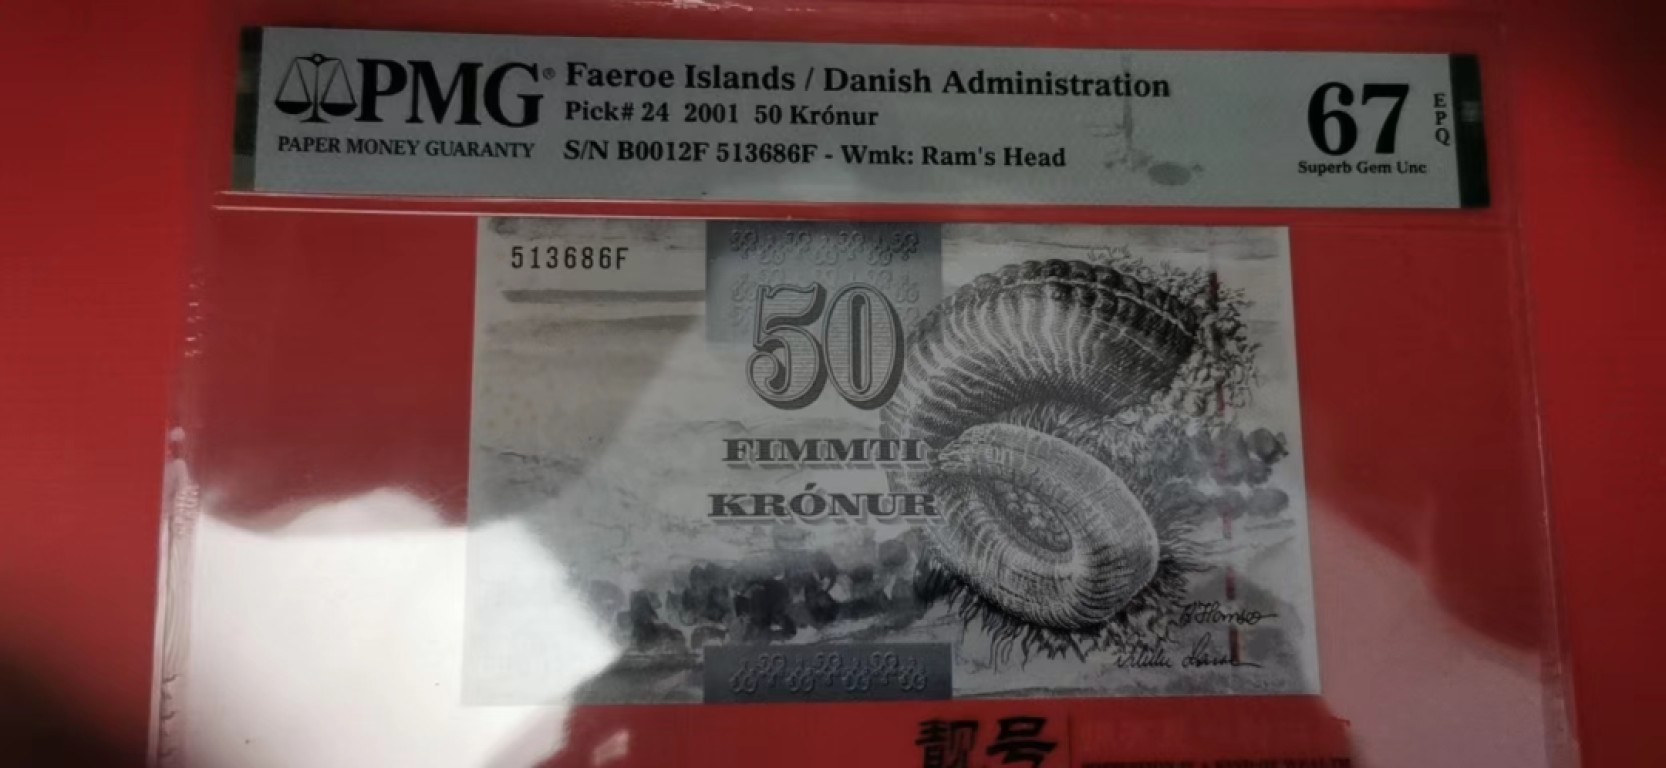 PMG® Faeroe Islands / Danish Administration
PAPER MONEY GUARANTY
Pick# 24 2001 50 Krónur
S/N B0012F 513686F - Wmk: Ram's Head
67
EPQ
Superb Gem Unc
513686F
50
FIMMTI
KRÓNUR
靓号